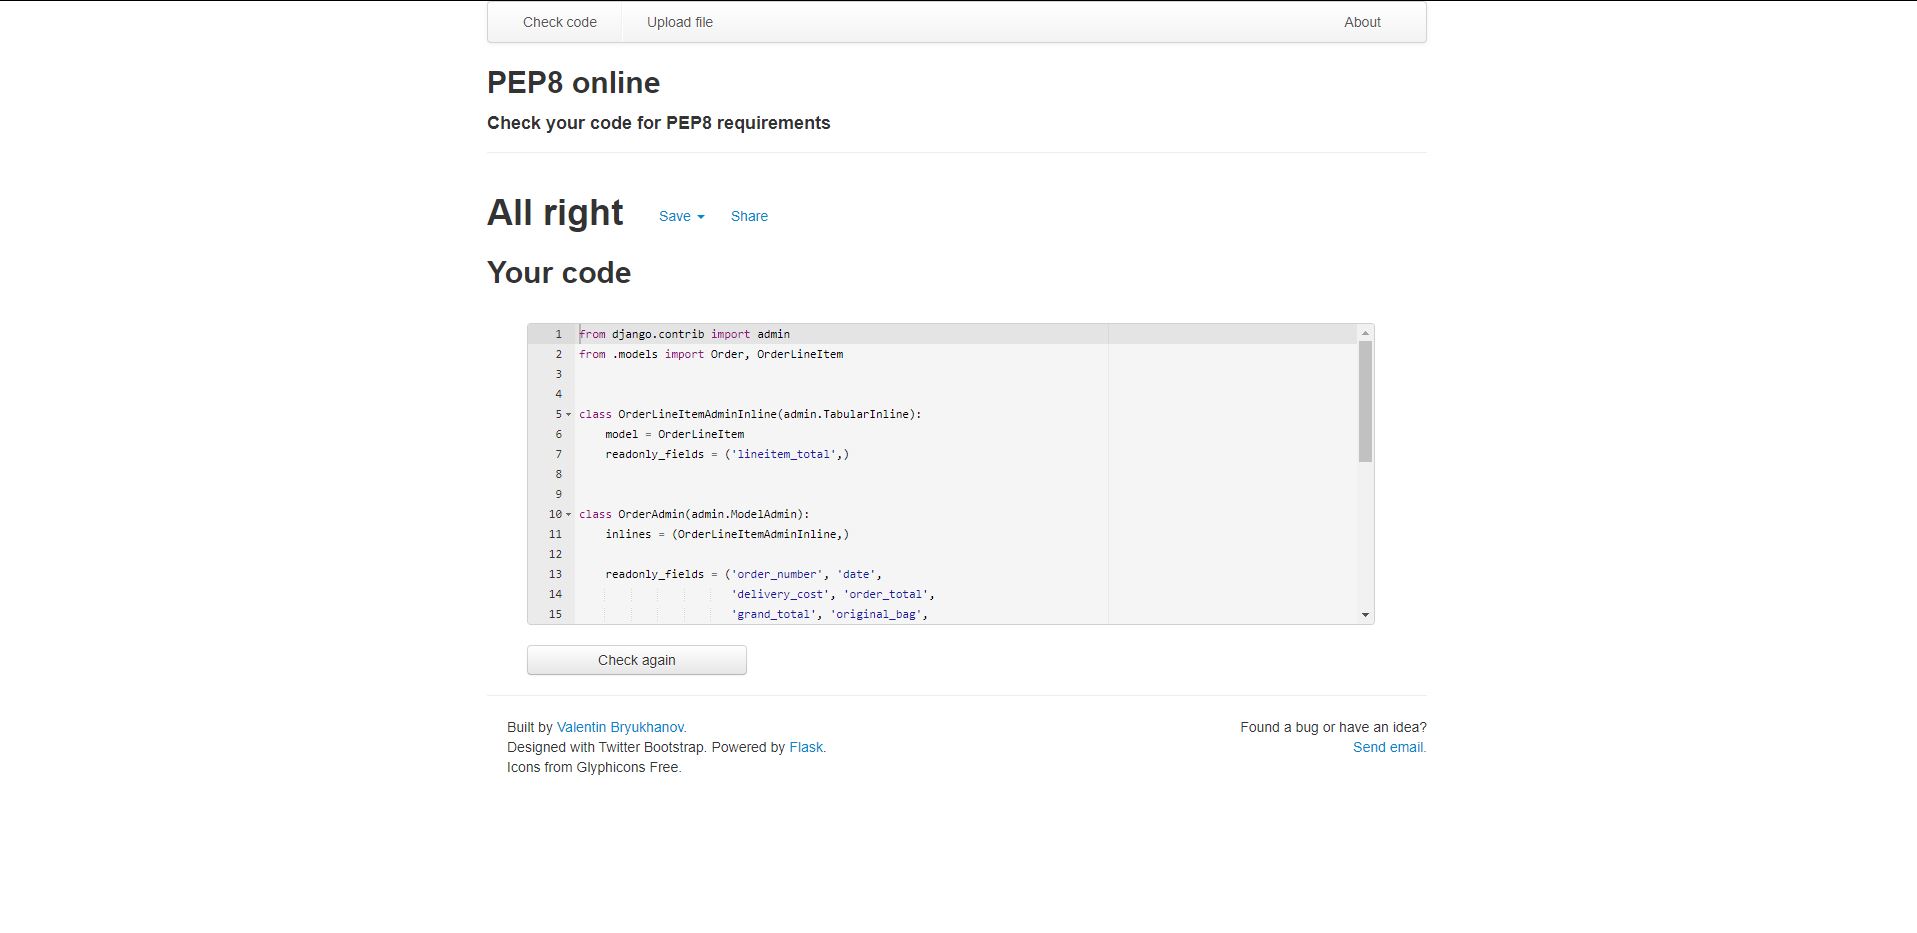 Check code Upload file About
PEP8 online
Check your code for PEP8 requirements
All right Save Share
Your code
1 from django.contrib import admin
2 from .models import Order, OrderLineItem
3
4
5 class OrderLineItemAdminInline(admin.TabularInline):
6     model = OrderLineItem
7     readonly_fields = ('lineitem_total',)
8
9
10 class OrderAdmin(admin.ModelAdmin):
11     inlines = (OrderLineItemAdminInline,)
12
13     readonly_fields = ('order_number', 'date',
14                        'delivery_cost', 'order_total',
15                        'grand_total', 'original_bag',
Check again
Built by Valentin Bryukhanov. Found a bug or have an idea?
Designed with Twitter Bootstrap. Powered by Flask. Send email.
Icons from Glyphicons Free.